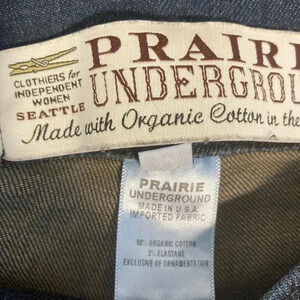 CLOTHIERS for
INDEPENDENT
WOMEN
SEATTLE
PRAIRI
UNDERGROU
Made with Organic Cotton in the
PRAIRIE
UNDERGROUND
MADE IN U.S.A
IMPORTED FABRIC
98% ORGANIC COTTON
2% ELASTANE
EXCLUSIVE OF ORNAMENTATION